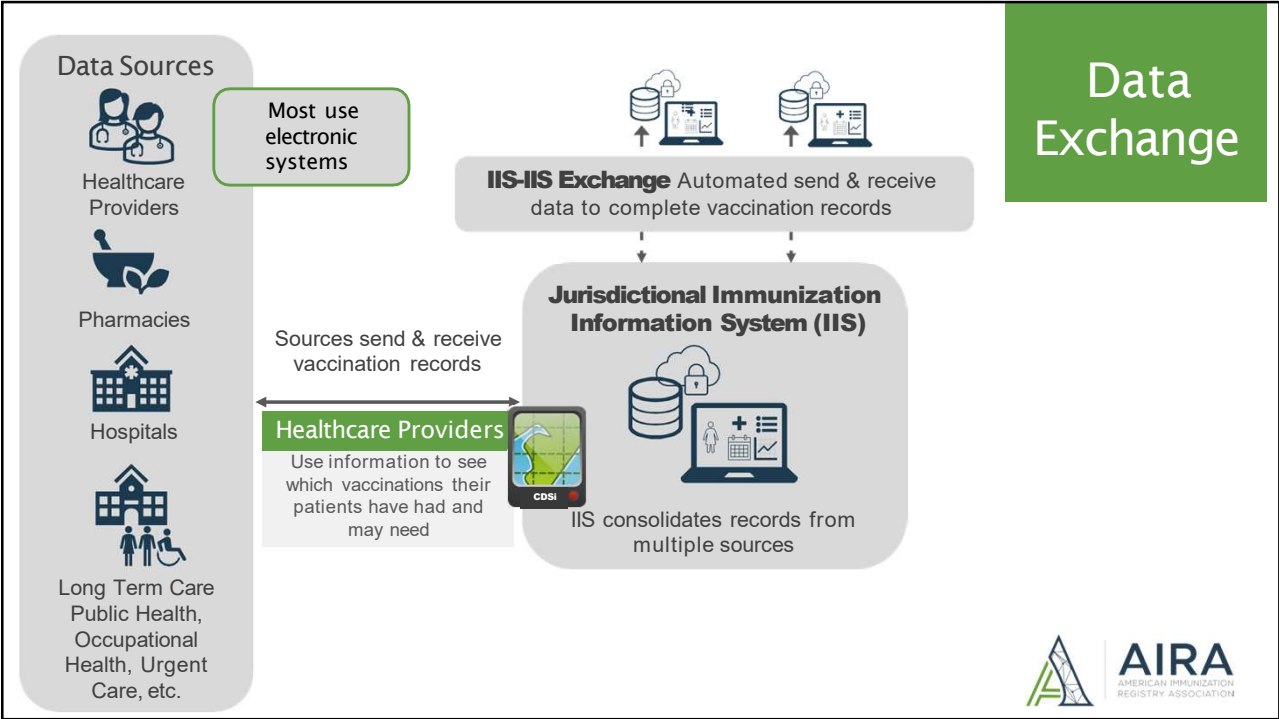 Data Sources
Healthcare
Providers
Pharmacies
Hospitals
Long Term Care
Public Health,
Occupational
Health, Urgent
Care, etc.
Most use
electronic
systems
Sources send & receive
vaccination records
Healthcare Providers
Use information to see
which vaccinations their
patients have had and
may need
IIS-IIS Exchange Automated send & receive
data to complete vaccination records
Jurisdictional Immunization
Information System (IIS)
CDSi
IIS consolidates records from
multiple sources
Data
Exchange
AIRA
AMERICAN IMMUNIZATION
REGISTRY ASSOCIATION